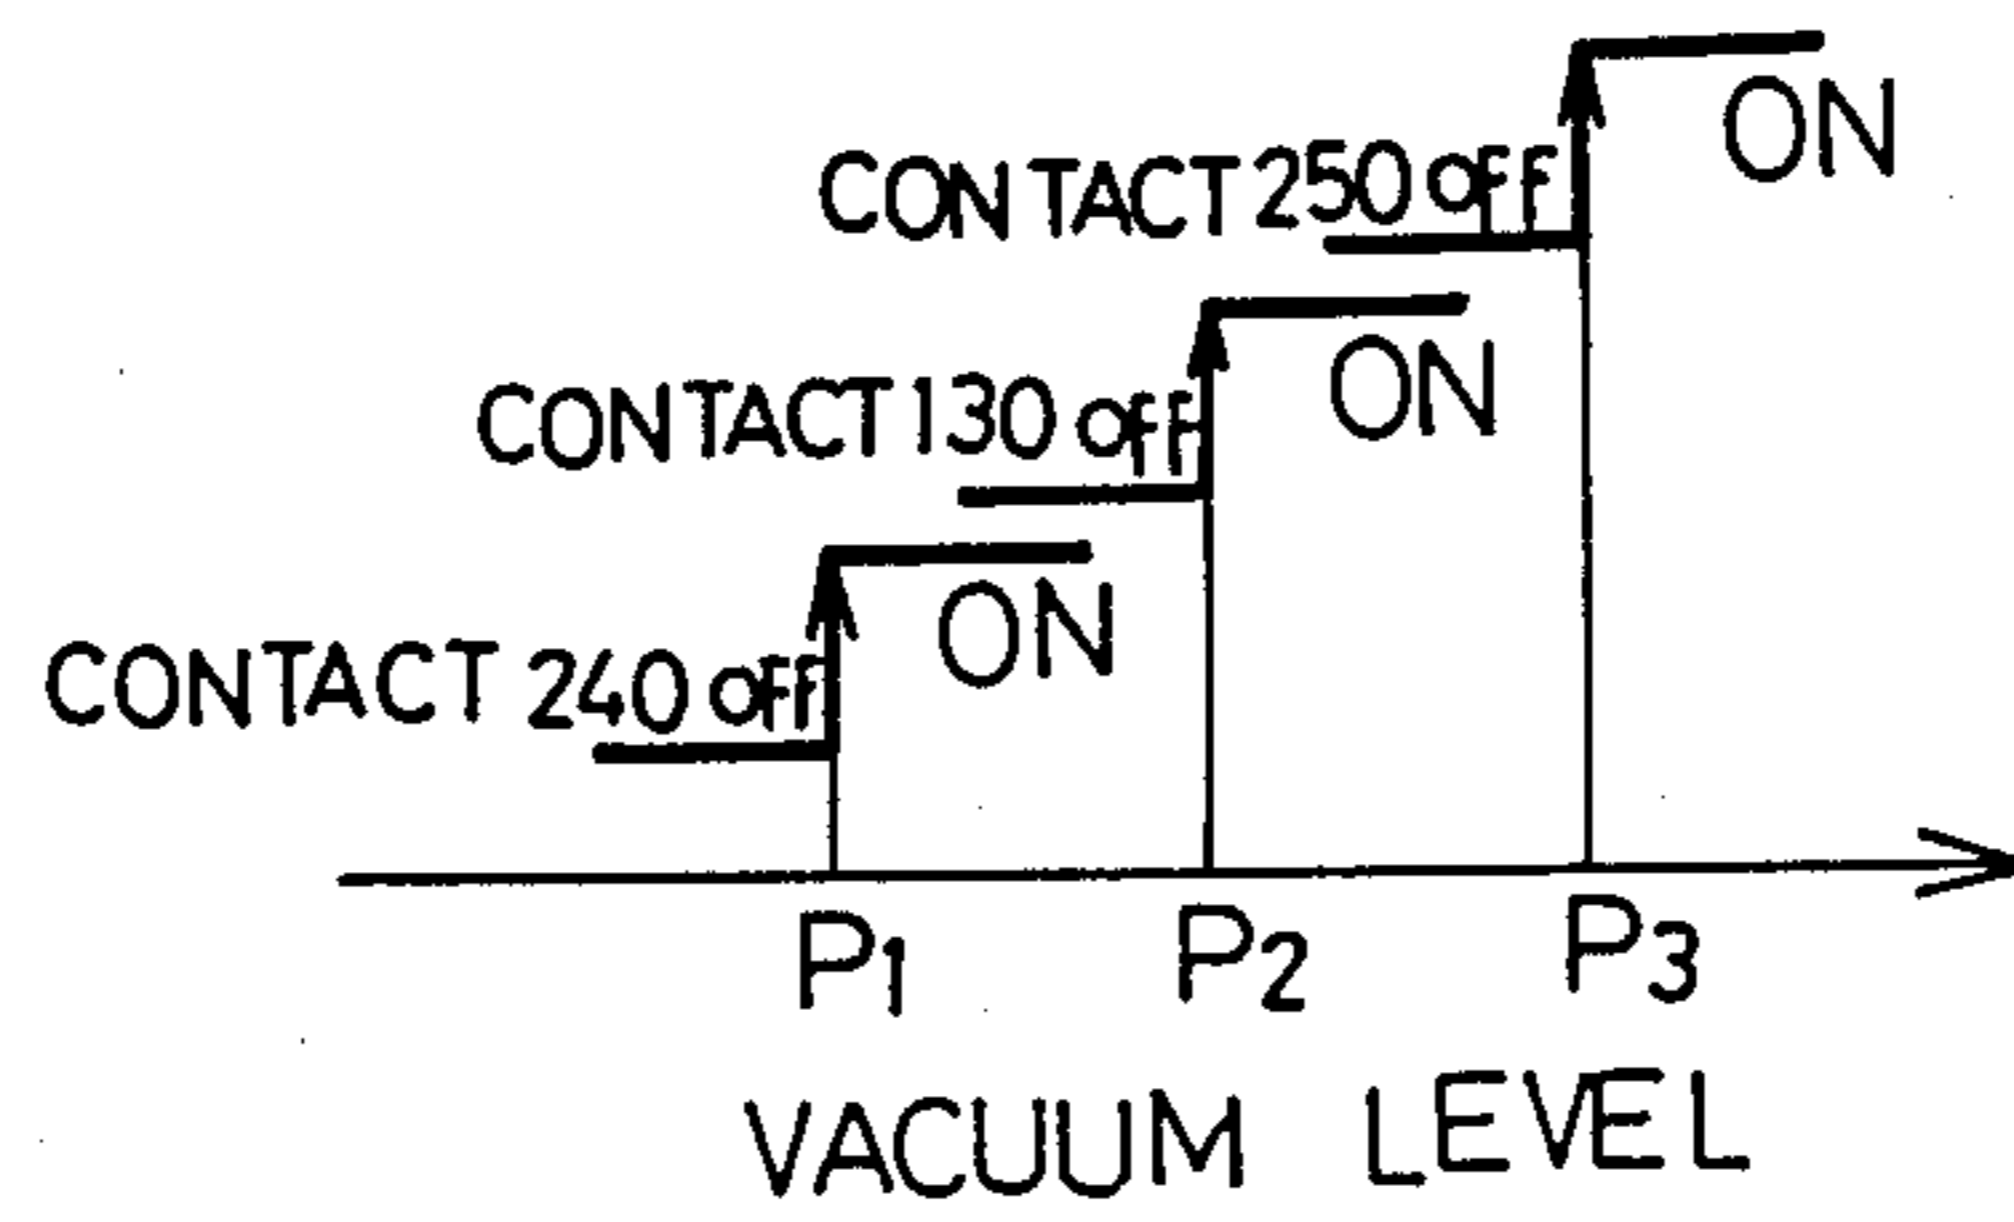 ON
CONTACT 250 OFF
ON
CONTACT 130 OFF
ON
CONTACT 240 OFF
P1 P2 P3
VACUUM LEVEL